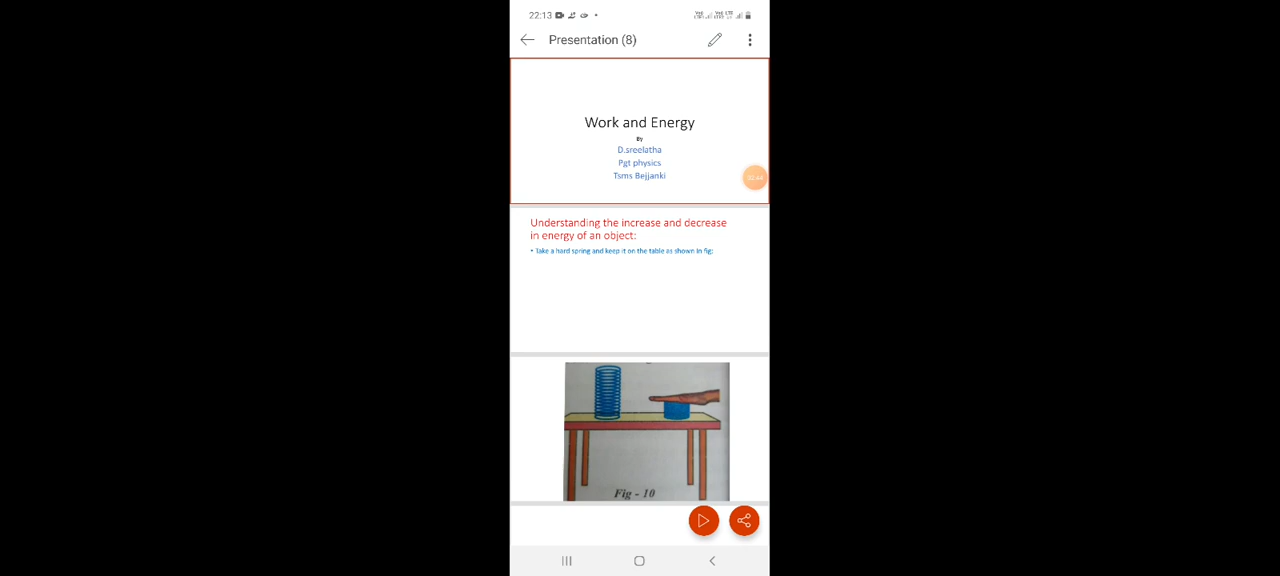 22:13
Presentation (8)
Work and Energy
By
D.sreelatha
Pgt physics
Tsms Bejjanki
Understanding the increase and decrease
in energy of an object:
• Take a hard spring and keep it on the table as shown in fig;
Fig - 10